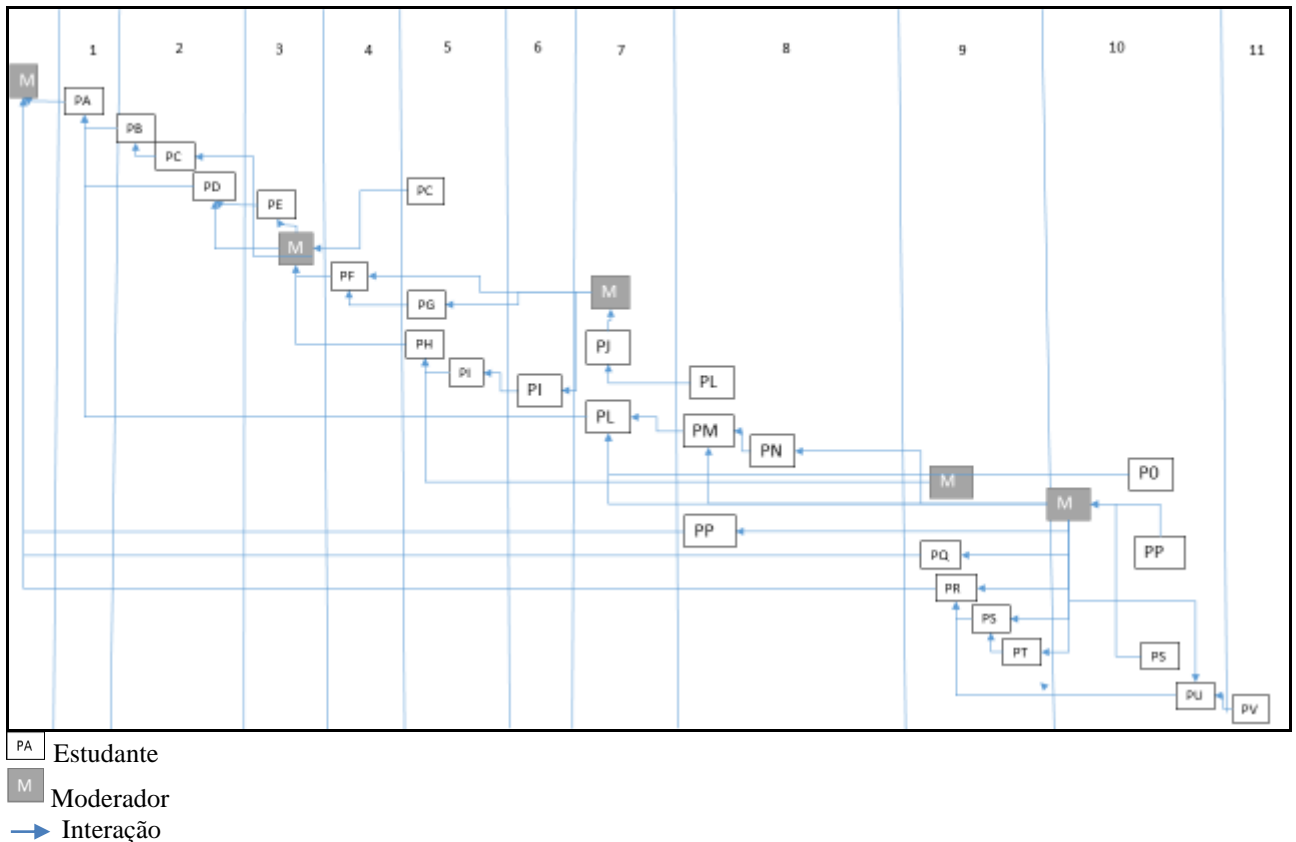 1 2 3 4 5 6 7 8 9 10 11
M
PA
PB
PC
PD
PC
PE
M
PF
M
PG
PH
PJ
PI
PL
PI
PL
PM
PN
PO
M
M
PP
PQ
PP
PR
PS
PT
PS
PU
PV
PA Estudante
M Moderador
Interação